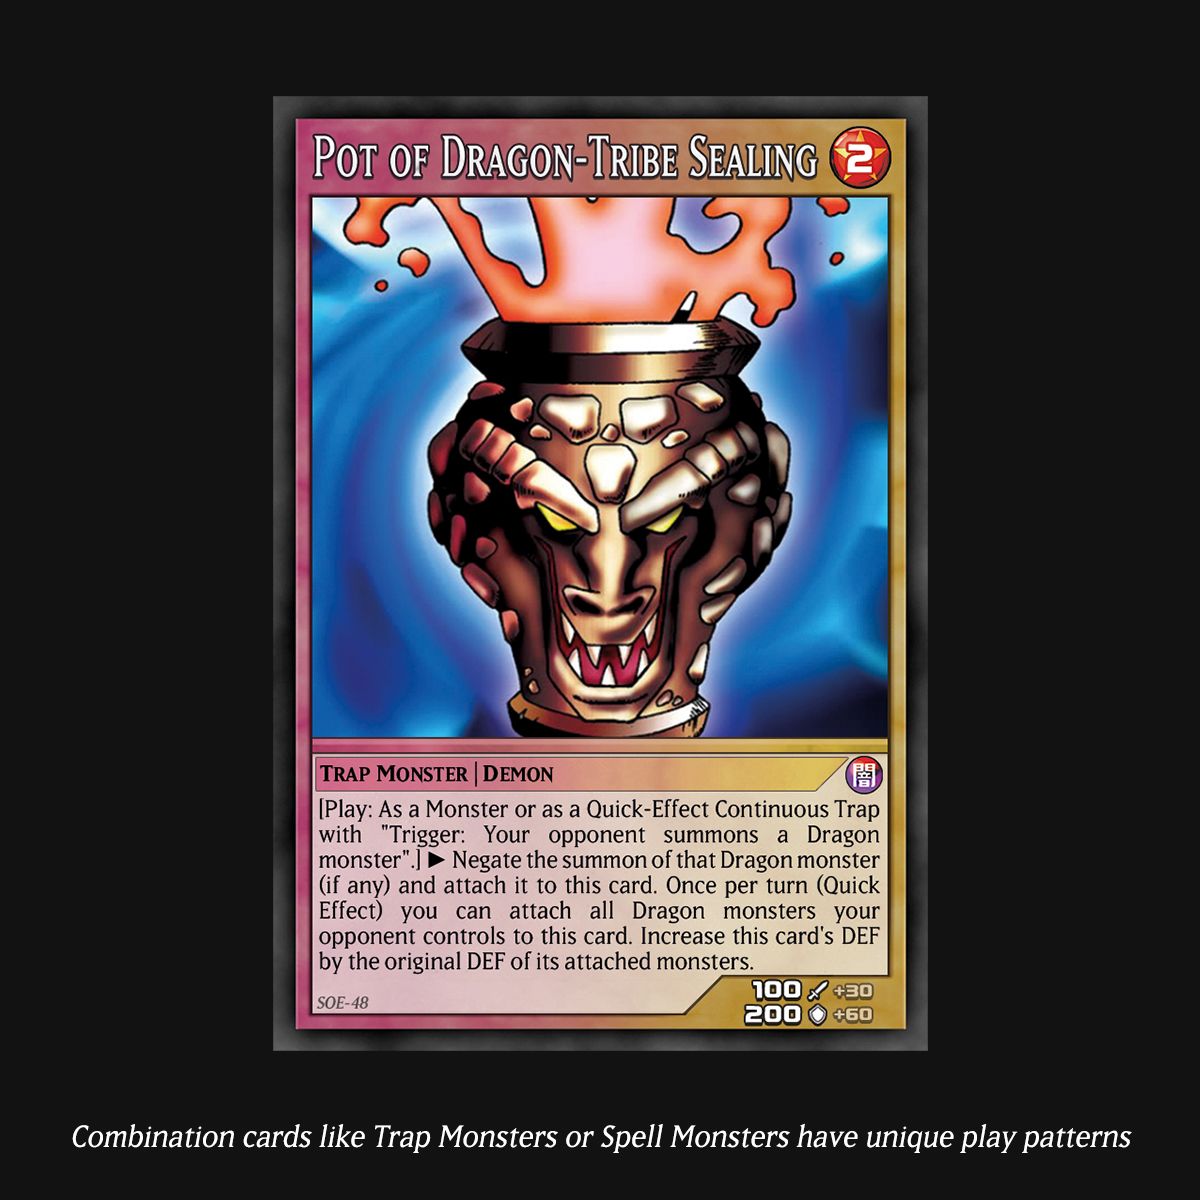 Pot of Dragon-Tribe Sealing 2
Trap Monster | Demon 闇
[Play: As a Monster or as a Quick-Effect Continuous Trap
with "Trigger: Your opponent summons a Dragon
monster".] ► Negate the summon of that Dragon monster
(if any) and attach it to this card. Once per turn (Quick
Effect) you can attach all Dragon monsters your
opponent controls to this card. Increase this card's DEF
by the original DEF of its attached monsters.
100 +30
SOE-48
200 +60
Combination cards like Trap Monsters or Spell Monsters have unique play patterns